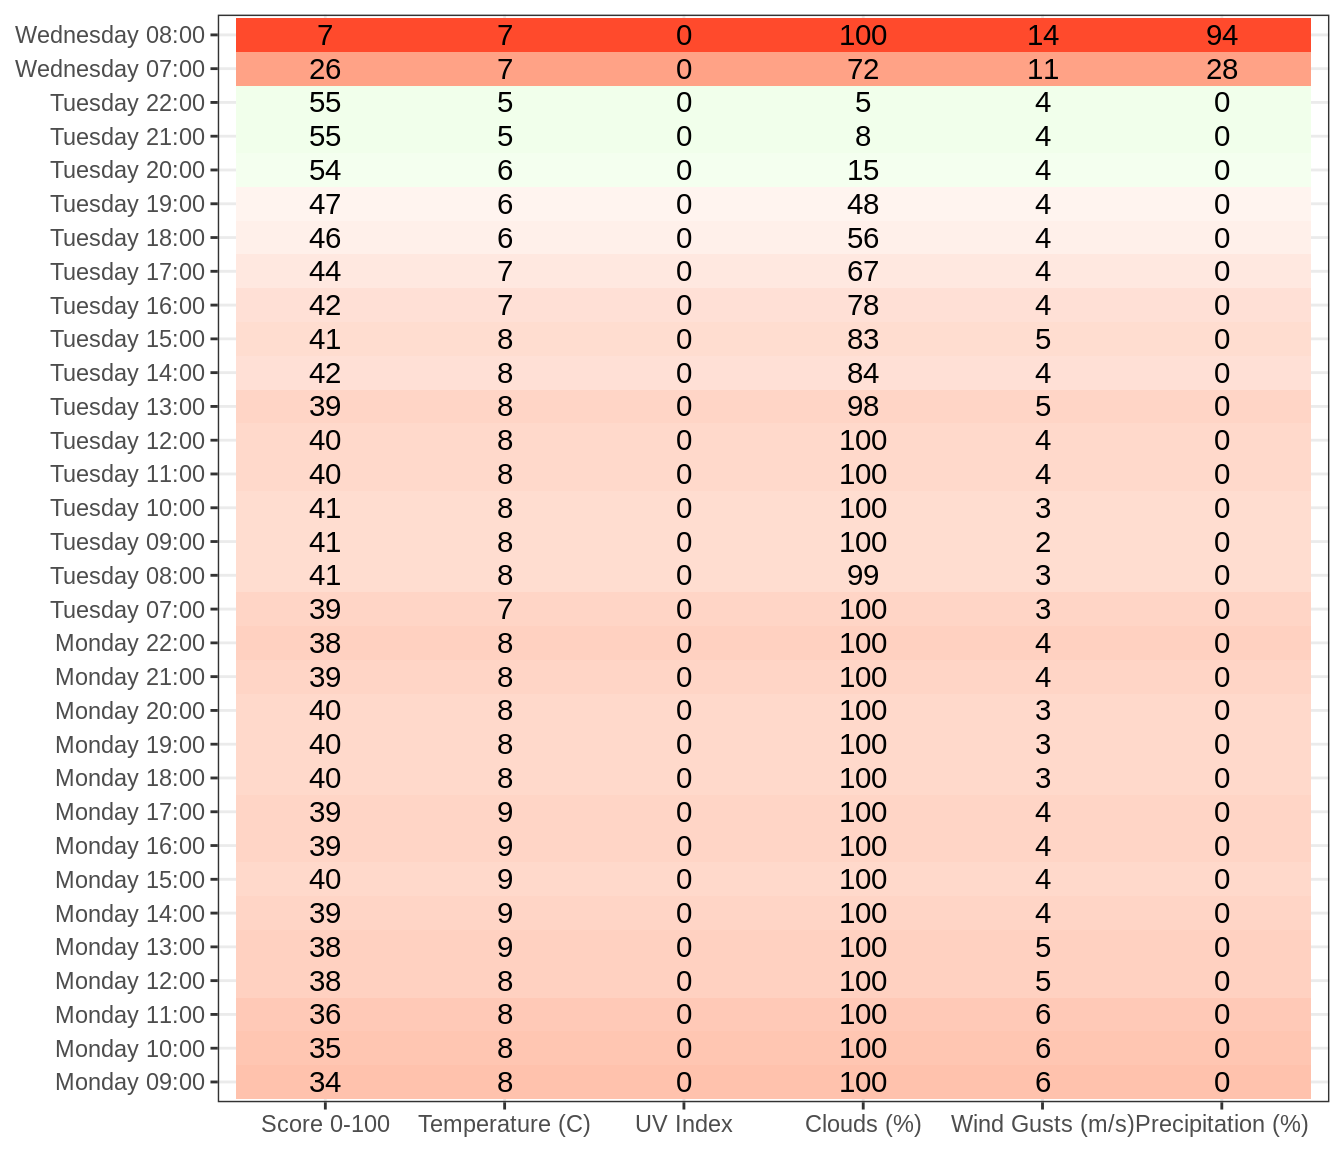 Wednesday 08:00 7 7 0 100 14 94
Wednesday 07:00 26 7 0 72 11 28
Tuesday 22:00 55 5 0 5 4 0
Tuesday 21:00 55 5 0 8 4 0
Tuesday 20:00 54 6 0 15 4 0
Tuesday 19:00 47 6 0 48 4 0
Tuesday 18:00 46 6 0 56 4 0
Tuesday 17:00 44 7 0 67 4 0
Tuesday 16:00 42 7 0 78 4 0
Tuesday 15:00 41 8 0 83 5 0
Tuesday 14:00 42 8 0 84 4 0
Tuesday 13:00 39 8 0 98 5 0
Tuesday 12:00 40 8 0 100 4 0
Tuesday 11:00 40 8 0 100 4 0
Tuesday 10:00 41 8 0 100 3 0
Tuesday 09:00 41 8 0 100 2 0
Tuesday 08:00 41 8 0 99 3 0
Tuesday 07:00 39 7 0 100 3 0
Monday 22:00 38 8 0 100 4 0
Monday 21:00 39 8 0 100 4 0
Monday 20:00 40 8 0 100 3 0
Monday 19:00 40 8 0 100 3 0
Monday 18:00 40 8 0 100 3 0
Monday 17:00 39 9 0 100 4 0
Monday 16:00 39 9 0 100 4 0
Monday 15:00 40 9 0 100 4 0
Monday 14:00 39 9 0 100 4 0
Monday 13:00 38 9 0 100 5 0
Monday 12:00 38 8 0 100 5 0
Monday 11:00 36 8 0 100 6 0
Monday 10:00 35 8 0 100 6 0
Monday 09:00 34 8 0 100 6 0
Score 0-100 Temperature (C) UV Index Clouds (%) Wind Gusts (m/s) Precipitation (%)